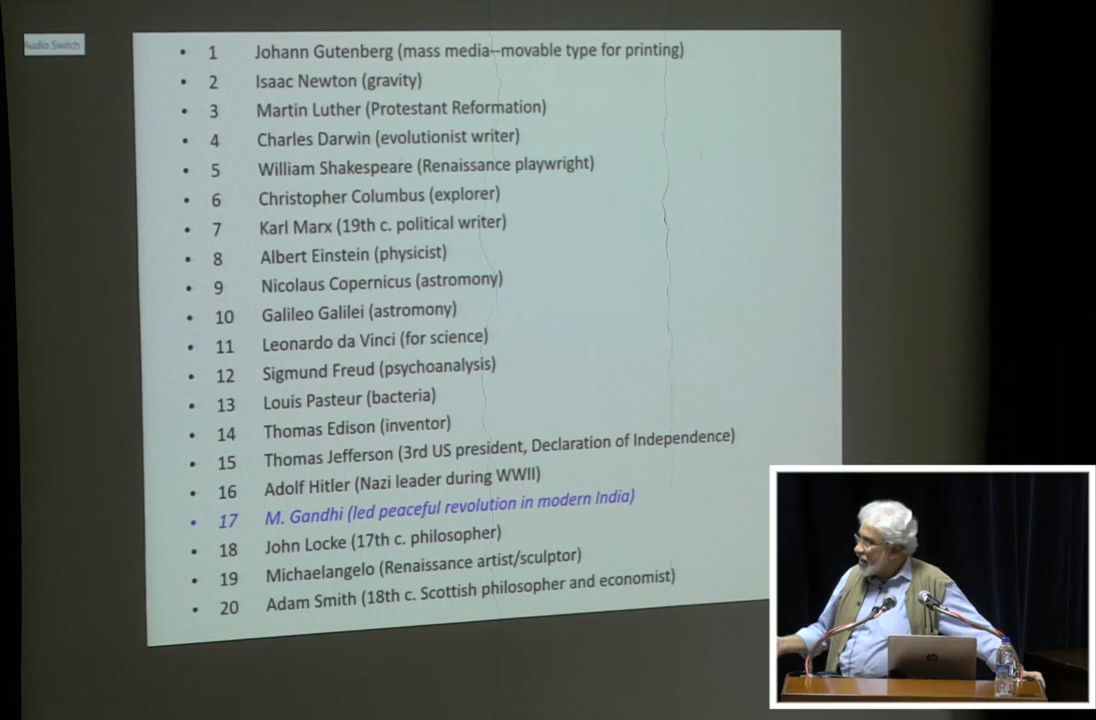 Audio Switch
• 1 Johann Gutenberg (mass media--movable type for printing)
• 2 Isaac Newton (gravity)
• 3 Martin Luther (Protestant Reformation)
• 4 Charles Darwin (evolutionist writer)
• 5 William Shakespeare (Renaissance playwright)
• 6 Christopher Columbus (explorer)
• 7 Karl Marx (19th c. political writer)
• 8 Albert Einstein (physicist)
• 9 Nicolaus Copernicus (astromony)
• 10 Galileo Galilei (astromony)
• 11 Leonardo da Vinci (for science)
• 12 Sigmund Freud (psychoanalysis)
• 13 Louis Pasteur (bacteria)
• 14 Thomas Edison (inventor)
• 15 Thomas Jefferson (3rd US president, Declaration of Independence)
• 16 Adolf Hitler (Nazi leader during WWII)
• 17 M. Gandhi (led peaceful revolution in modern India)
• 18 John Locke (17th c. philosopher)
• 19 Michaelangelo (Renaissance artist/sculptor)
• 20 Adam Smith (18th c. Scottish philosopher and economist)
hp